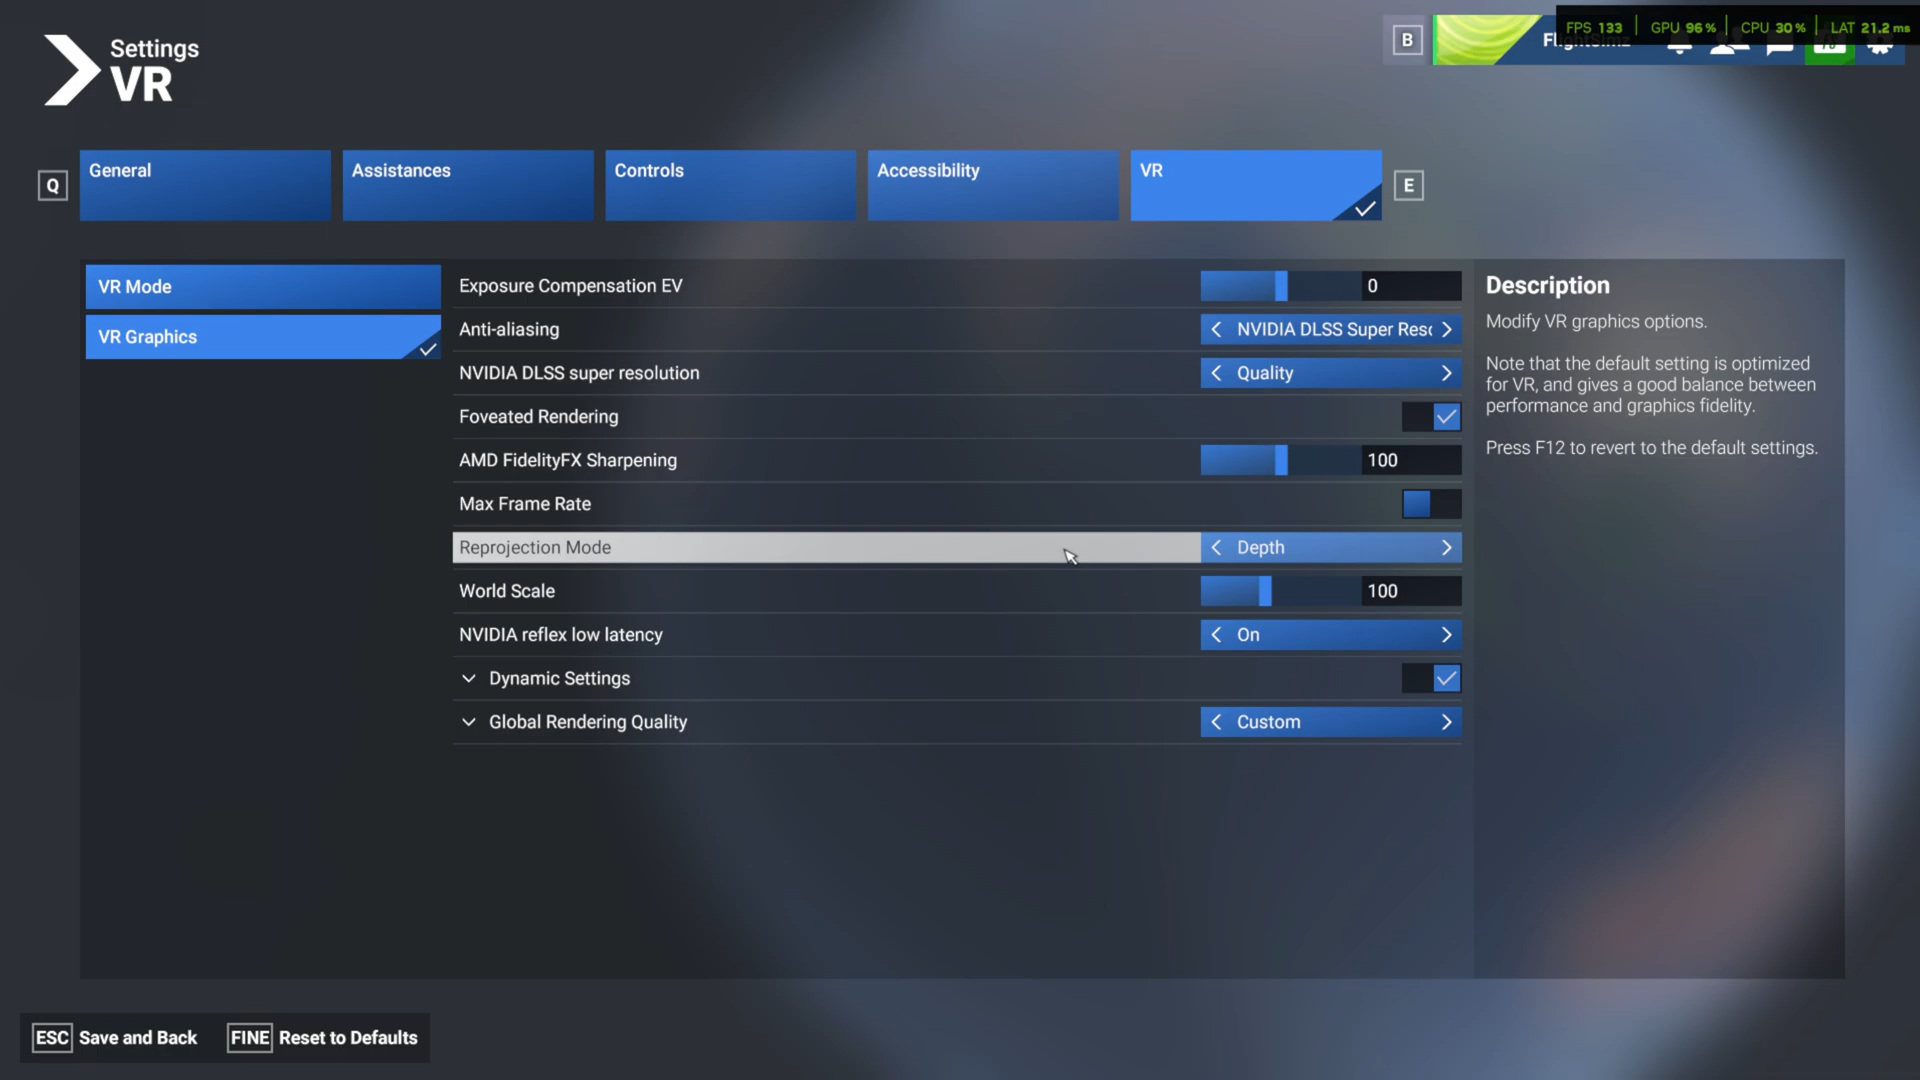 Settings
VR
B
FPS 133 GPU 96% CPU 30% LAT 21.2 ms
Q
General
Assistances
Controls
Accessibility
VR
E
VR Mode
VR Graphics
Exposure Compensation EV
0
Anti-aliasing
NVIDIA DLSS Super Reso
NVIDIA DLSS super resolution
Quality
Foveated Rendering
AMD FidelityFX Sharpening
100
Max Frame Rate
Reprojection Mode
Depth
World Scale
100
NVIDIA reflex low latency
On
Dynamic Settings
Global Rendering Quality
Custom
Description
Modify VR graphics options.
Note that the default setting is optimized
for VR, and gives a good balance between
performance and graphics fidelity.
Press F12 to revert to the default settings.
ESC Save and Back
FINE Reset to Defaults